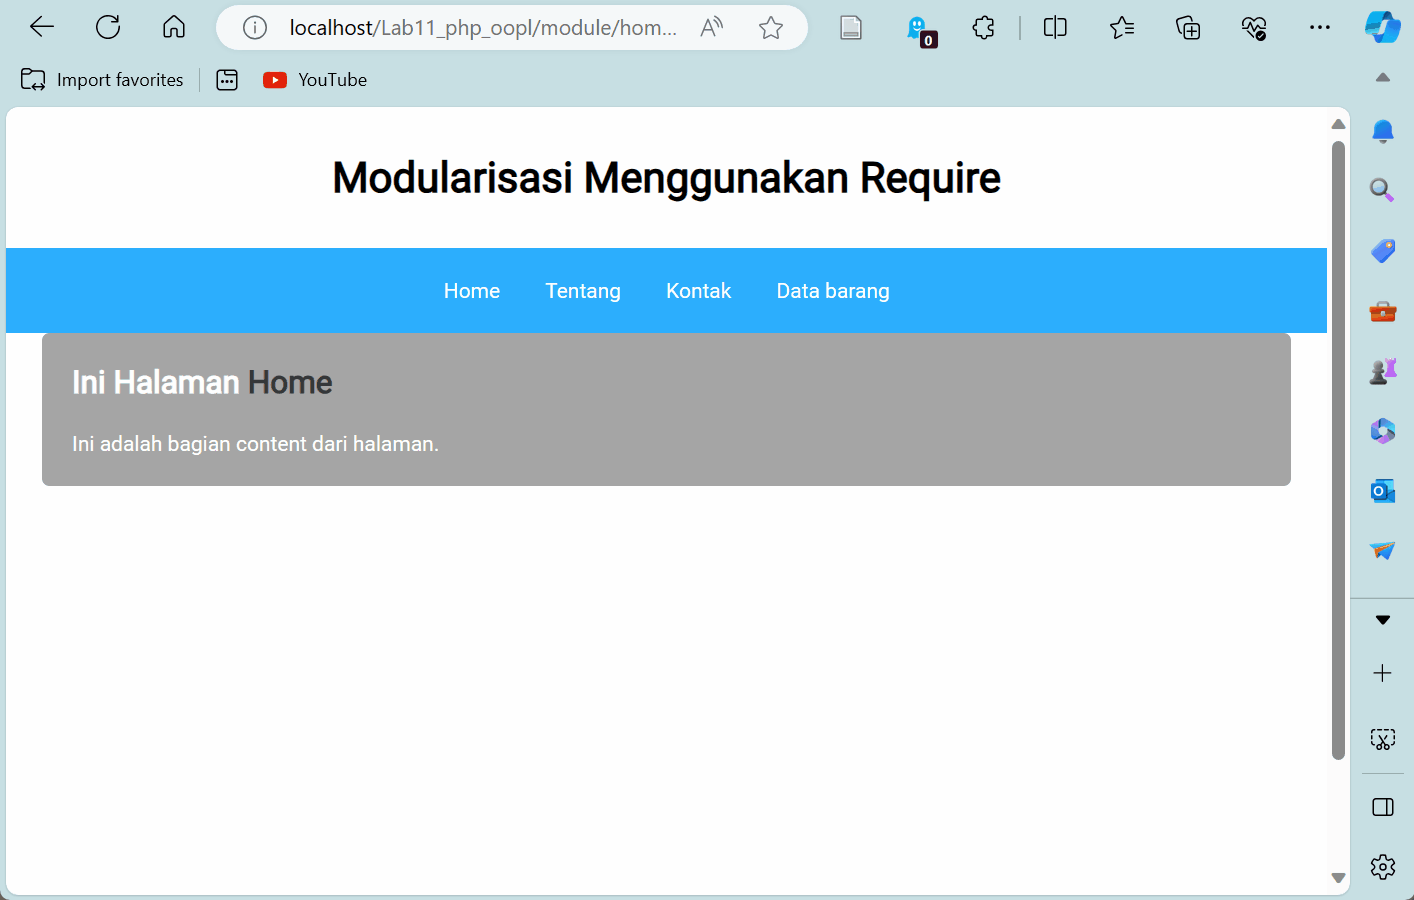 localhost/Lab11_php_oopl/module/hom...
0
Import favorites
YouTube
Modularisasi Menggunakan Require
Home Tentang Kontak Data barang
Ini Halaman Home
Ini adalah bagian content dari halaman.